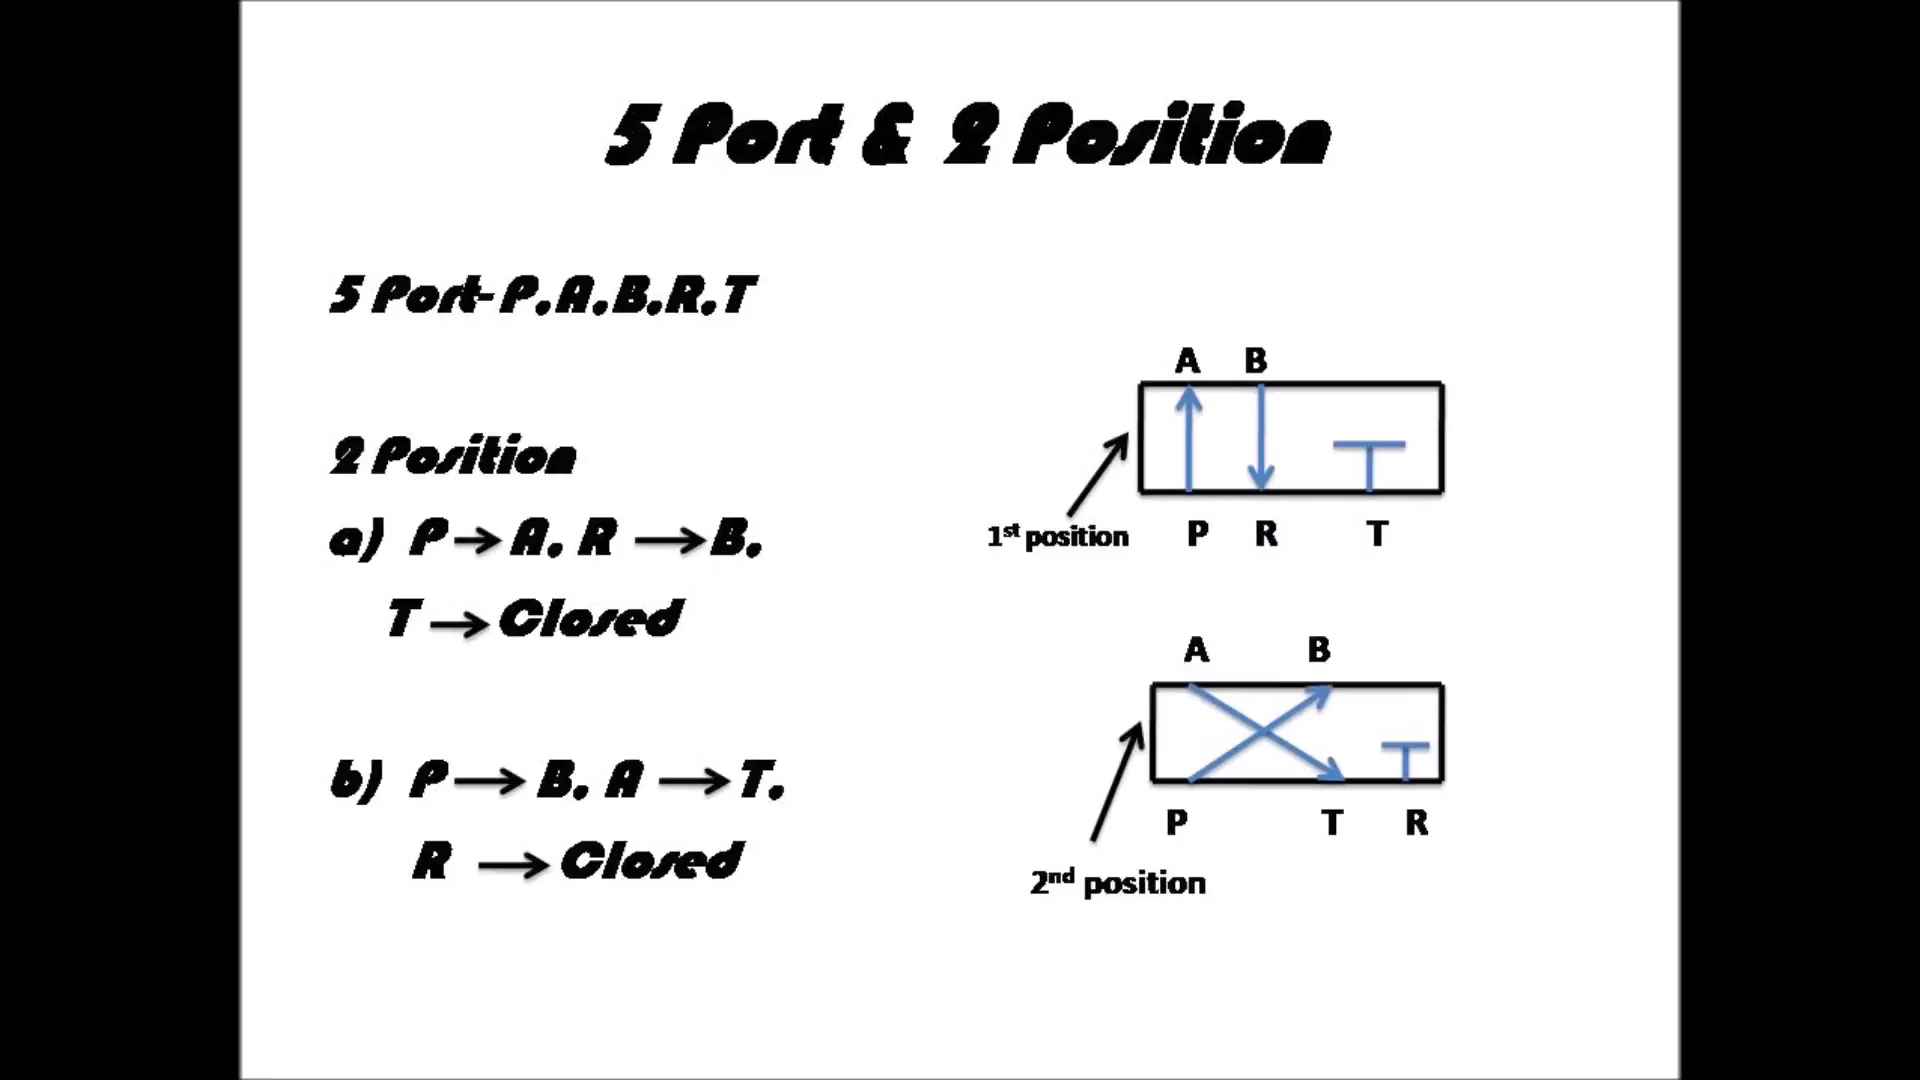 5 Port & 2 Position
5 Port- P,A,B,R,T
2 Position
a) P → A, R → B,
T → Closed
b) P → B, A → T,
R → Closed
A B
1st position
P R T
A B
P T R
2nd position